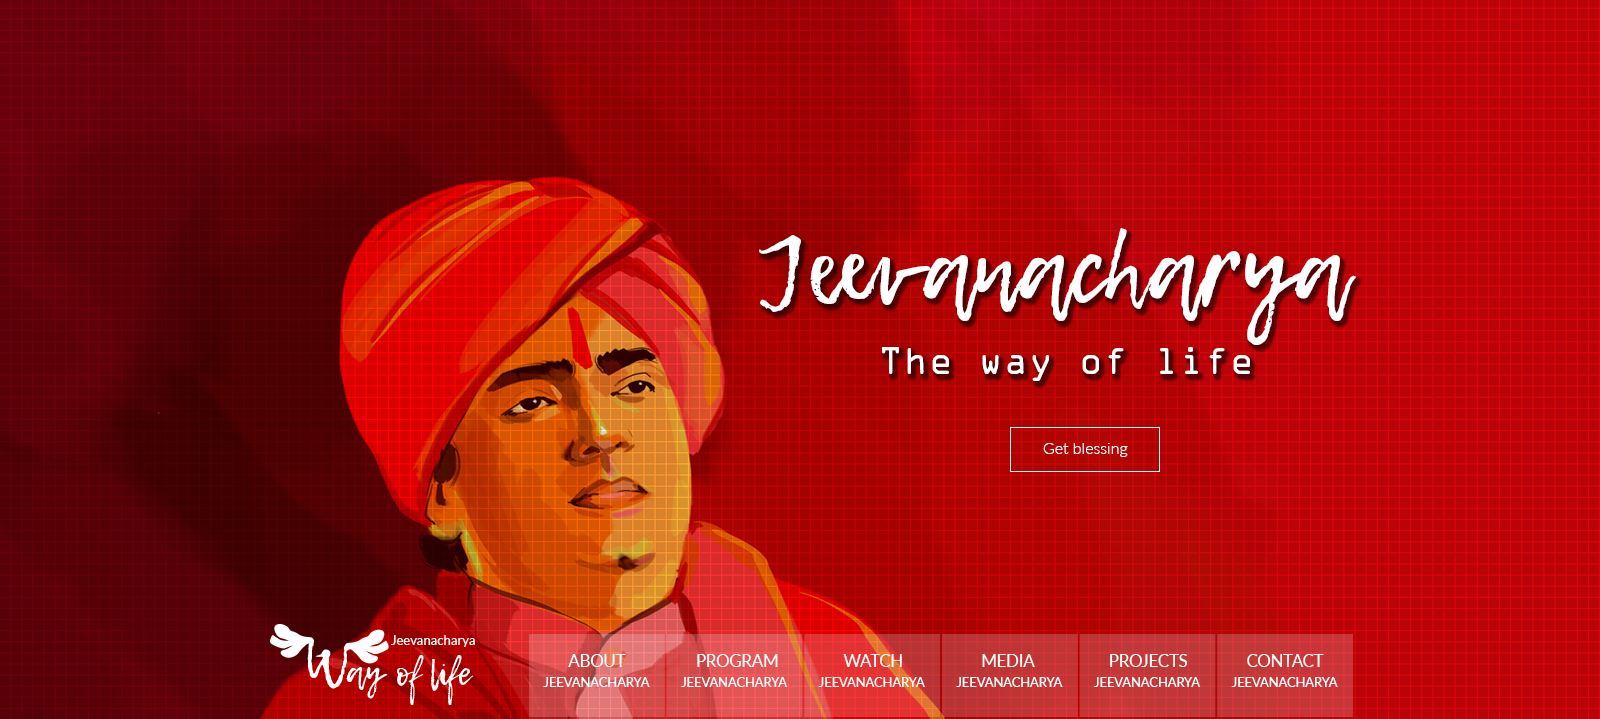 Jeevanacharya
The way of life
Get blessing
Jeevanacharya
Way of life
ABOUT
JEEVANACHARYA
PROGRAM
JEEVANACHARYA
WATCH
JEEVANACHARYA
MEDIA
JEEVANACHARYA
PROJECTS
JEEVANACHARYA
CONTACT
JEEVANACHARYA